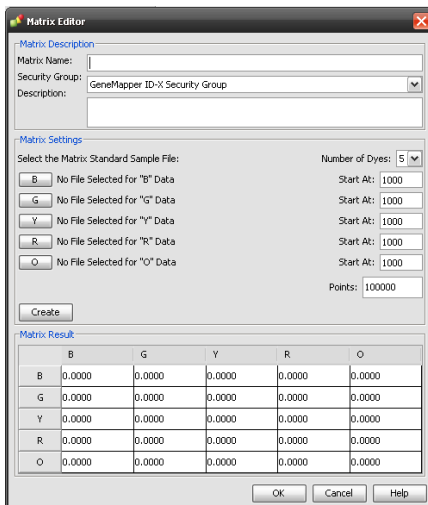 Matrix Editor
Matrix Description
Matrix Name:
Security Group: GeneMapper ID-X Security Group
Description:
Matrix Settings
Select the Matrix Standard Sample File: Number of Dyes: 5
B No File Selected for "B" Data Start At: 1000
G No File Selected for "G" Data Start At: 1000
Y No File Selected for "Y" Data Start At: 1000
R No File Selected for "R" Data Start At: 1000
O No File Selected for "O" Data Start At: 1000
Points: 100000
Create
Matrix Result
B G Y R O
B 0.0000 0.0000 0.0000 0.0000 0.0000
G 0.0000 0.0000 0.0000 0.0000 0.0000
Y 0.0000 0.0000 0.0000 0.0000 0.0000
R 0.0000 0.0000 0.0000 0.0000 0.0000
O 0.0000 0.0000 0.0000 0.0000 0.0000
OK Cancel Help